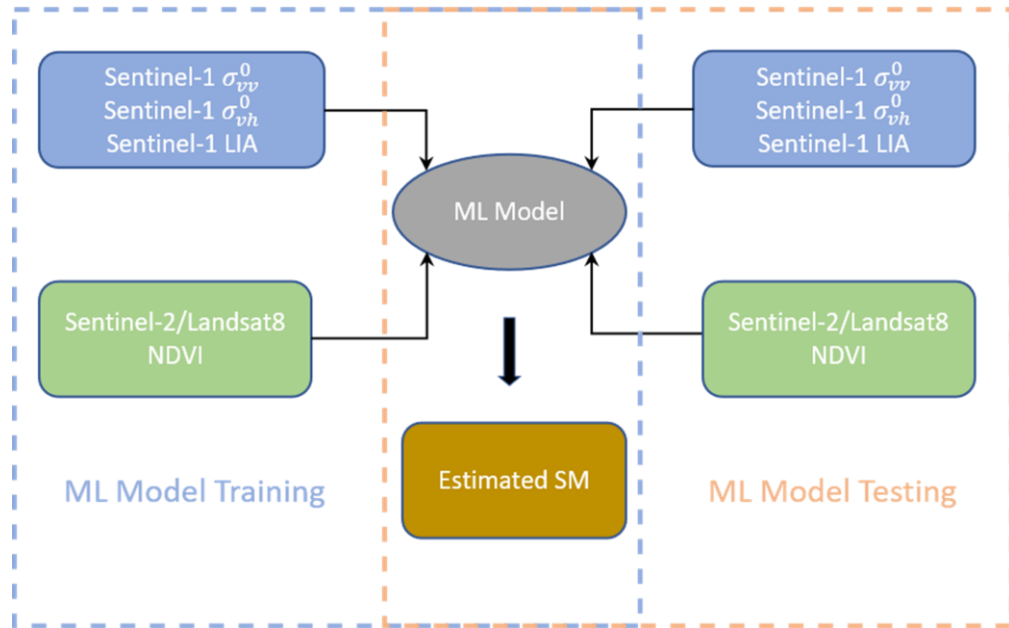 Sentinel-1 σ⁰vv
Sentinel-1 σ⁰vh
Sentinel-1 LIA
Sentinel-1 σ⁰vv
Sentinel-1 σ⁰vh
Sentinel-1 LIA
ML Model
Sentinel-2/Landsat8
NDVI
Sentinel-2/Landsat8
NDVI
Estimated SM
ML Model Training
ML Model Testing